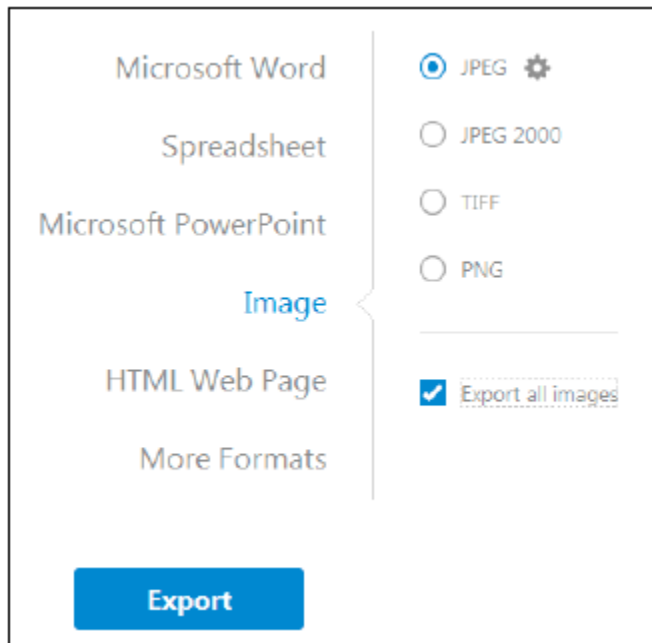 Microsoft Word
Spreadsheet
Microsoft PowerPoint
Image
HTML Web Page
More Formats
JPEG
JPEG 2000
TIFF
PNG
Export all images
Export